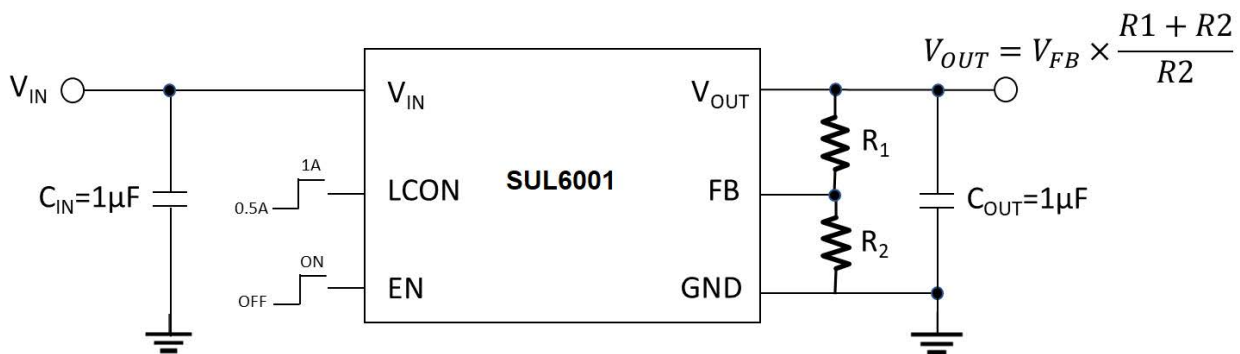 V_OUT = V_FB × (R1 + R2) / R2
V_IN
V_IN
V_OUT
R_1
1A
LCON
SUL6001
FB
0.5A
C_IN=1µF
C_OUT=1µF
R_2
ON
EN
GND
OFF